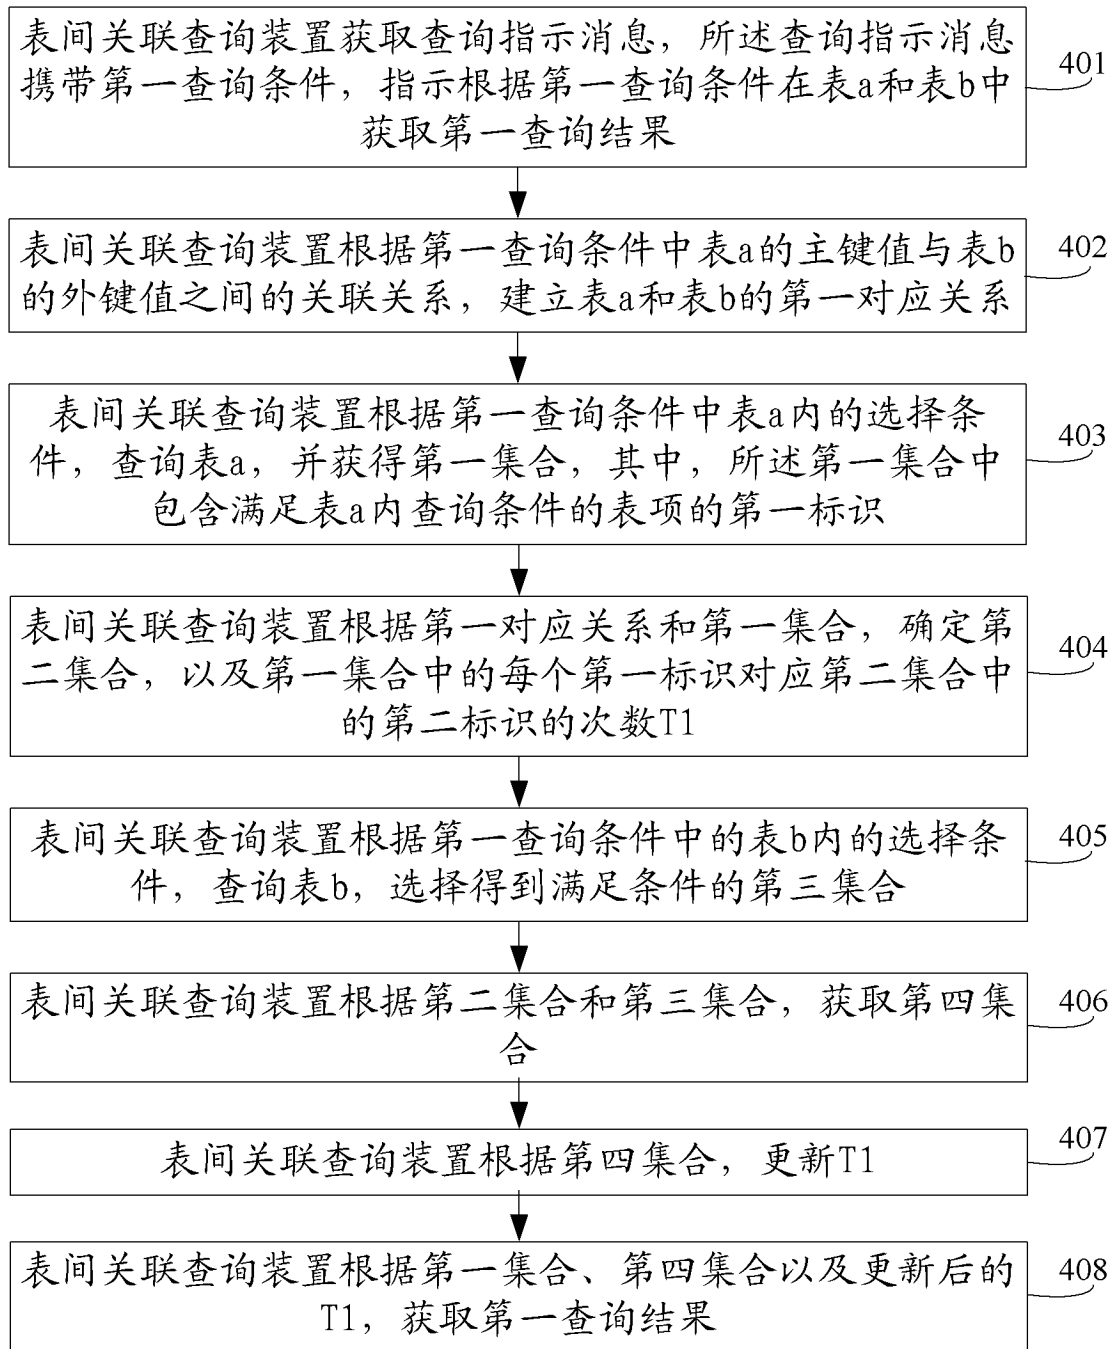 表间关联查询装置获取查询指示消息，所述查询指示消息
携带第一查询条件，指示根据第一查询条件在表a和表b中
获取第一查询结果
401
表间关联查询装置根据第一查询条件中表a的主键值与表b
的外键值之间的关联关系，建立表a和表b的第一对应关系
402
表间关联查询装置根据第一查询条件中表a内的选择条
件，查询表a，并获得第一集合，其中，所述第一集合中
包含满足表a内查询条件的表项的第一标识
403
表间关联查询装置根据第一对应关系和第一集合，确定第
二集合，以及第一集合中的每个第一标识对应第二集合中
的第二标识的次数T1
404
表间关联查询装置根据第一查询条件中的表b内的选择条
件，查询表b，选择得到满足条件的第三集合
405
表间关联查询装置根据第二集合和第三集合，获取第四集
合
406
表间关联查询装置根据第四集合，更新T1
407
表间关联查询装置根据第一集合、第四集合以及更新后的
T1，获取第一查询结果
408